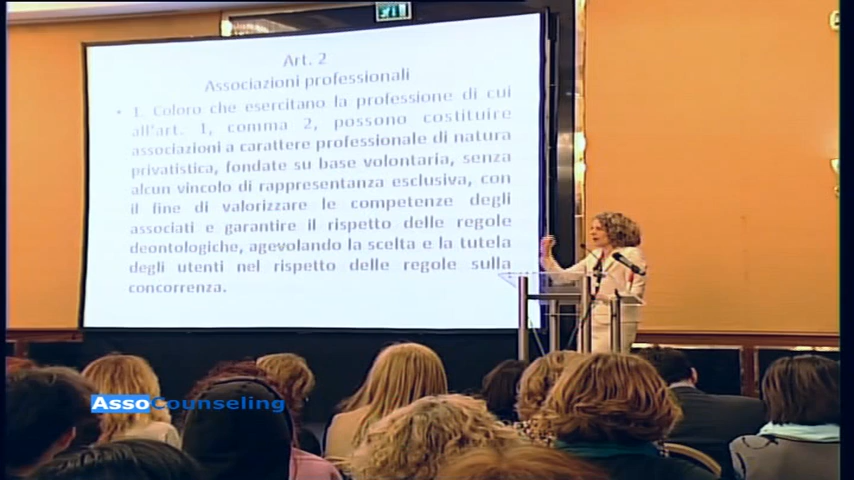 Art. 2
Associazioni professionali
• 1. Coloro che esercitano la professione di cui
all'art. 1, comma 2, possono costituire
associazioni a carattere professionale di natura
privatistica, fondate su base volontaria, senza
alcun vincolo di rappresentanza esclusiva, con
il fine di valorizzare le competenze degli
associati e garantire il rispetto delle regole
deontologiche, agevolando la scelta e la tutela
degli utenti nel rispetto delle regole sulla
concorrenza.
AssoCounseling